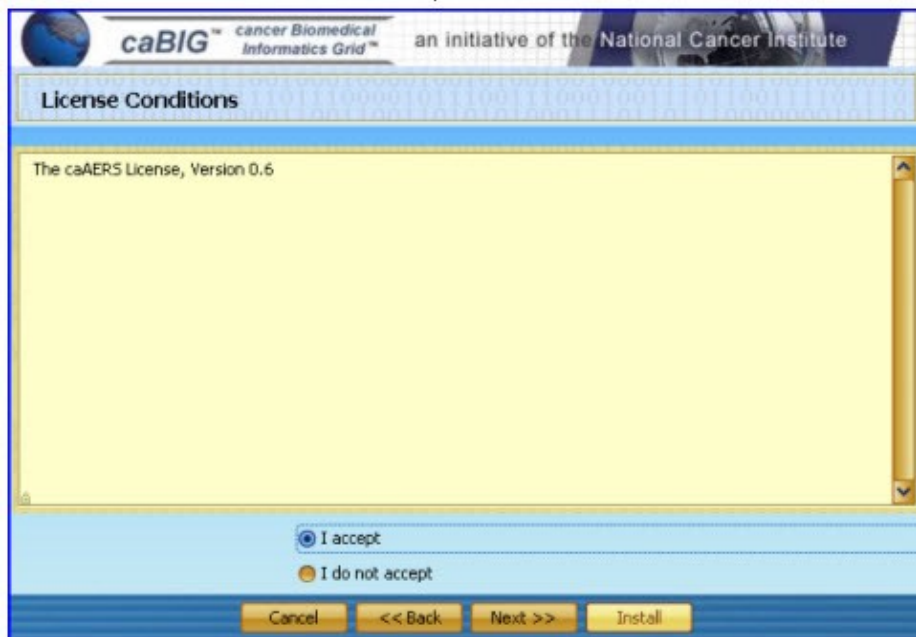 caBIG™ cancer Biomedical Informatics Grid™ an initiative of the National Cancer Institute
License Conditions
The caAERS License, Version 0.6
I accept
I do not accept
Cancel << Back Next >> Install